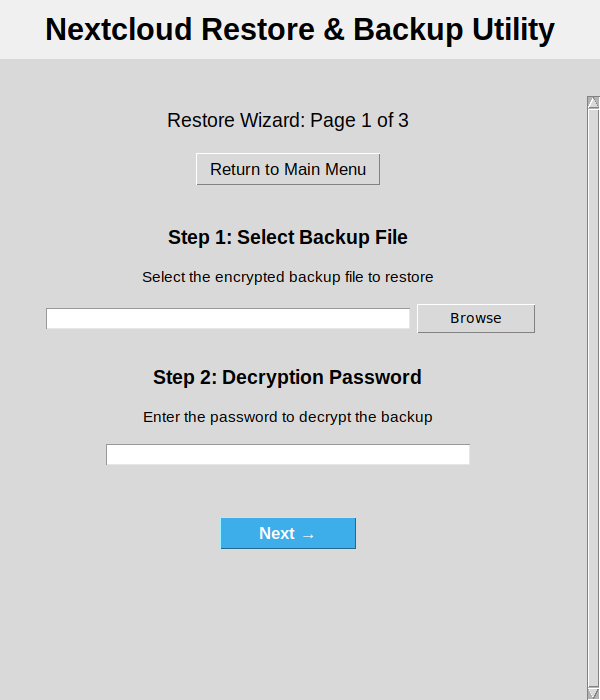 Nextcloud Restore & Backup Utility
Restore Wizard: Page 1 of 3
Return to Main Menu
Step 1: Select Backup File
Select the encrypted backup file to restore
Browse
Step 2: Decryption Password
Enter the password to decrypt the backup
Next →